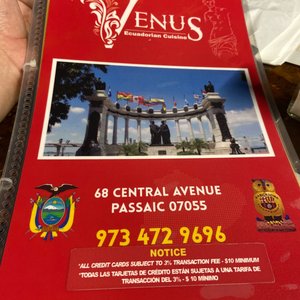 VENUS
Ecuadorian Cuisine
68 CENTRAL AVENUE
PASSAIC 07055
973 472 9696
NOTICE
*ALL CREDIT CARDS SUBJECT TO 3% TRANSACTION FEE - $10 MINIMUM
*TODAS LAS TARJETAS DE CRÉDITO ESTÁN SUJETAS A UNA TARIFA DE
TRANSACCIÓN DEL 3% - $ 10 MÍNIMO